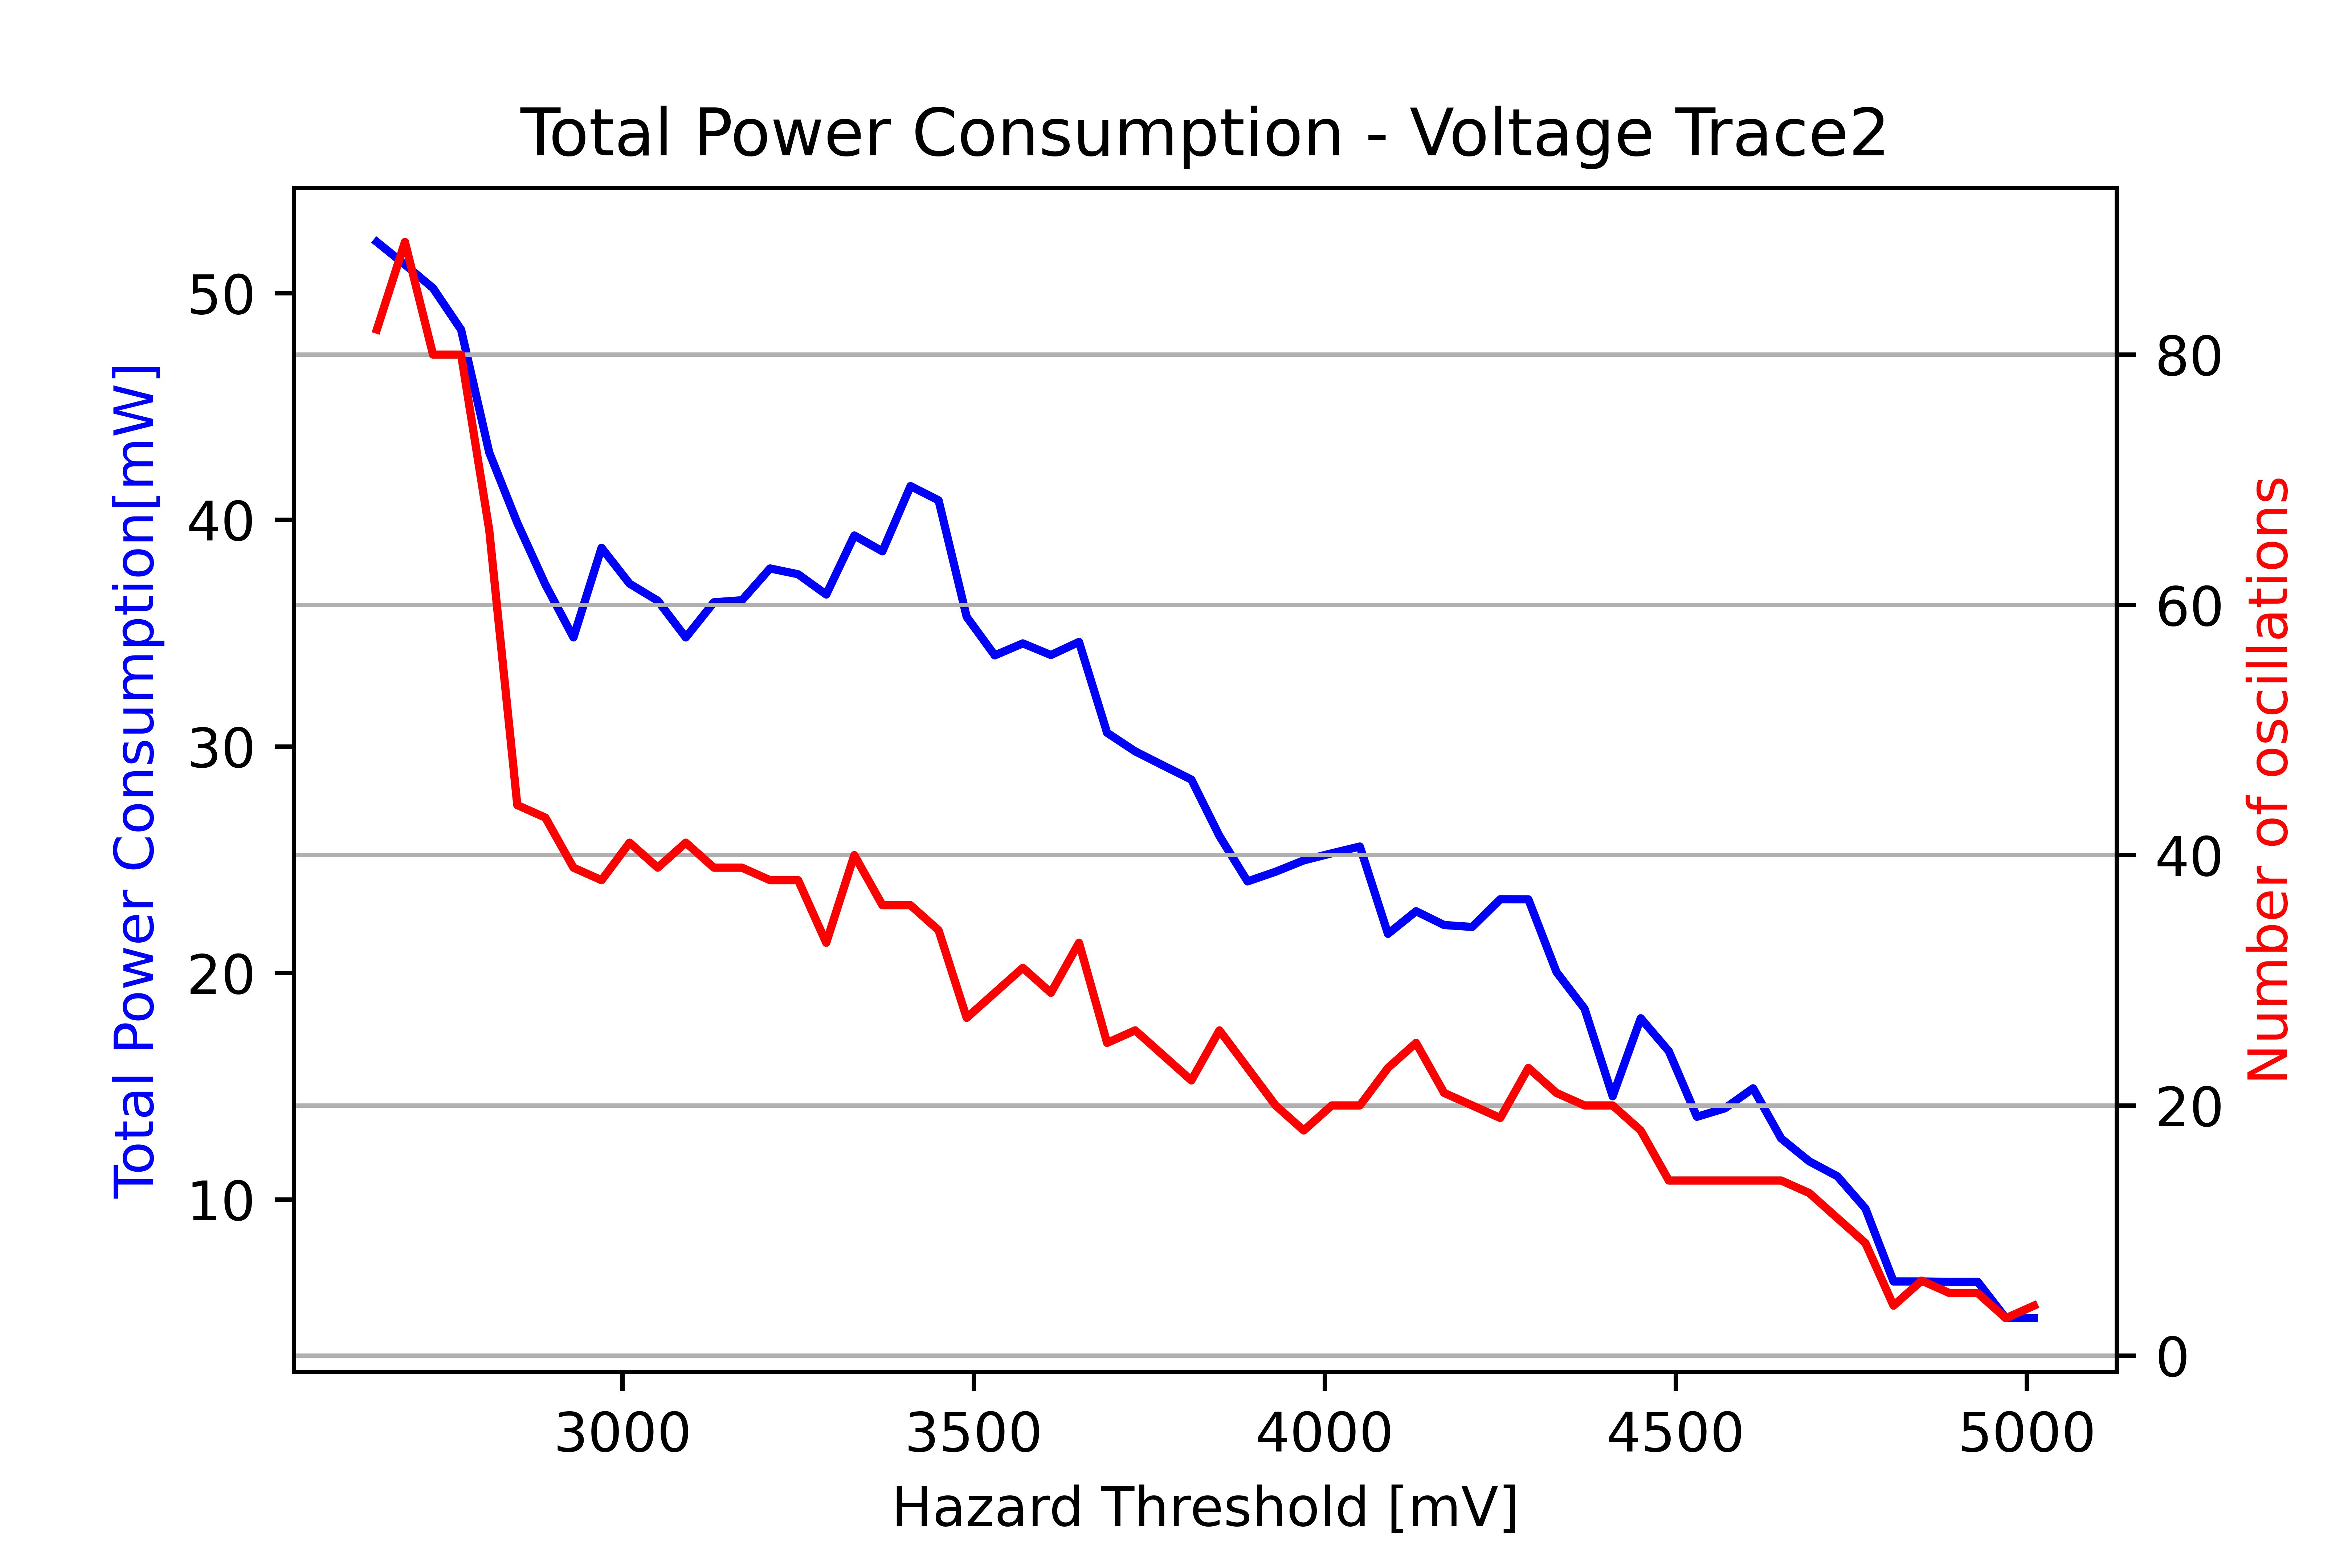 Total Power Consumption - Voltage Trace2
Total Power Consumption[mW]
50
40
30
20
10
80
60
40
20
0
Number of oscillations
3000 3500 4000 4500 5000
Hazard Threshold [mV]